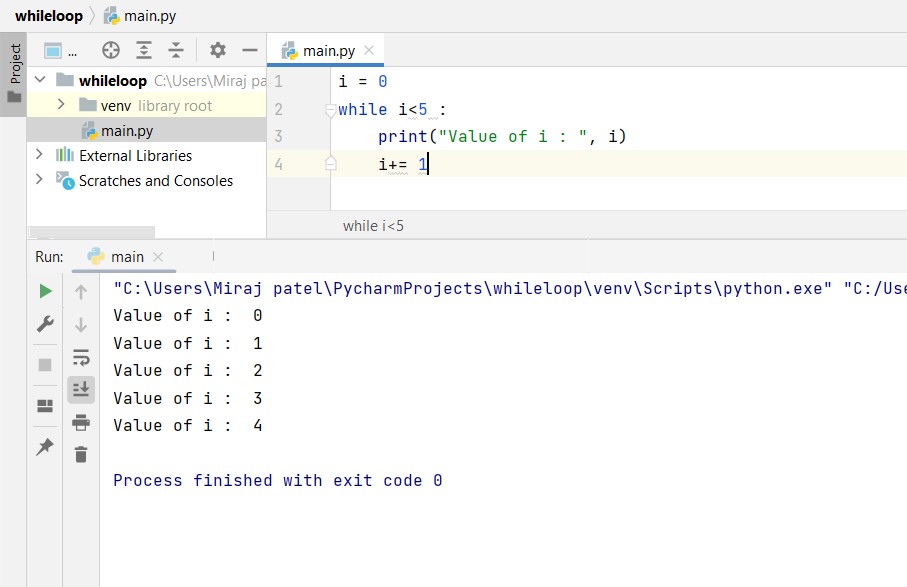 whileloop main.py
Project
...
main.py
whileloop C:\Users\Miraj pa
venv library root
main.py
External Libraries
Scratches and Consoles
1 i = 0
2 while i<5 :
3 print("Value of i : ", i)
4 i+= 1
while i<5
Run: main
"C:\Users\Miraj patel\PycharmProjects\whileloop\venv\Scripts\python.exe" "C:/Use
Value of i :  0
Value of i :  1
Value of i :  2
Value of i :  3
Value of i :  4
Process finished with exit code 0